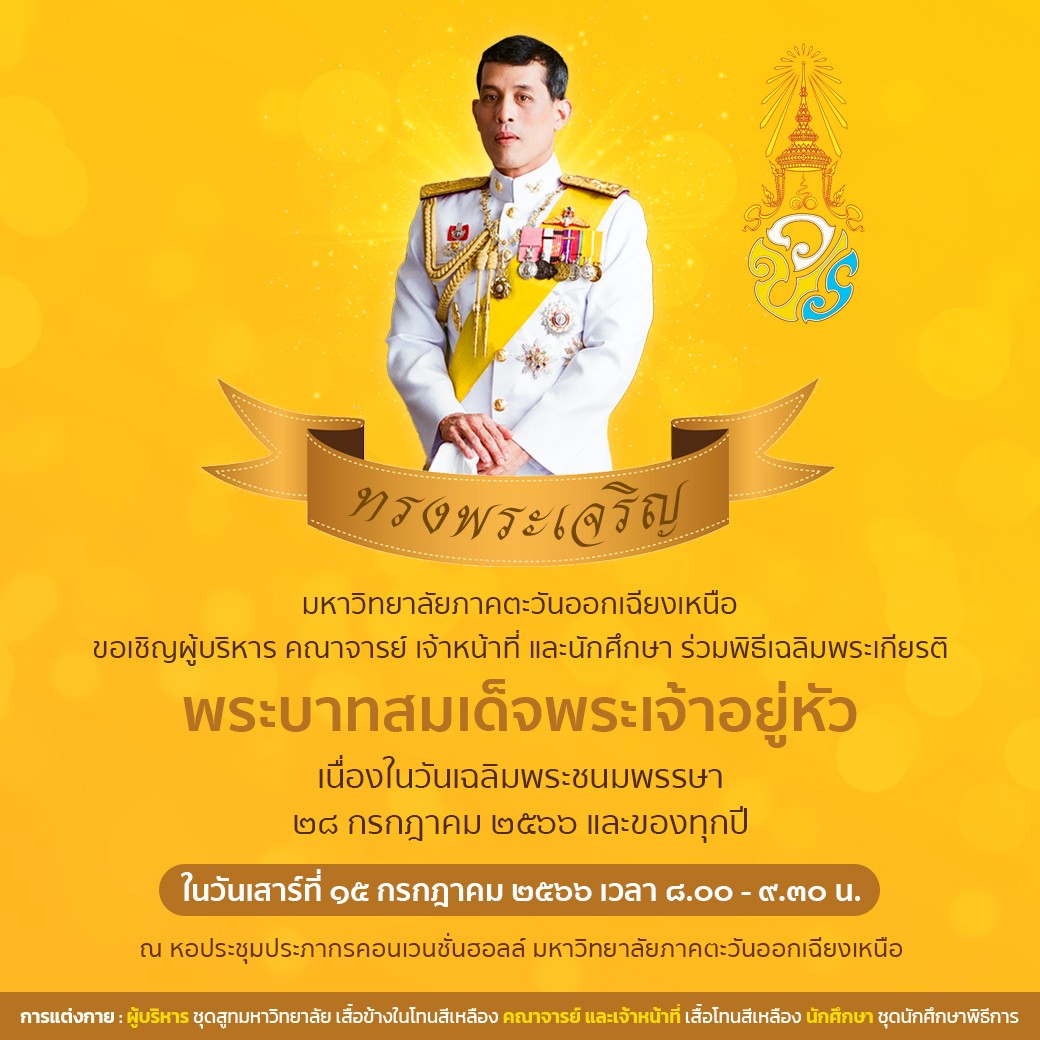 ทรงพระเจริญ
มหาวิทยาลัยภาคตะวันออกเฉียงเหนือ
ขอเชิญผู้บริหาร คณาจารย์ เจ้าหน้าที่ และนักศึกษา ร่วมพิธีเฉลิมพระเกียรติ
พระบาทสมเด็จพระเจ้าอยู่หัว
เนื่องในวันเฉลิมพระชนมพรรษา
๒๘ กรกฎาคม ๒๕๖๖ และของทุกปี
ในวันเสาร์ที่ ๑๕ กรกฎาคม ๒๕๖๖ เวลา ๘.๐๐ - ๙.๓๐ น.
ณ หอประชุมประภากรคอนเวนชั่นฮอลล์ มหาวิทยาลัยภาคตะวันออกเฉียงเหนือ
การแต่งกาย : ผู้บริหาร ชุดสูทมหาวิทยาลัย เสื้อข้างในโทนสีเหลือง คณาจารย์ และเจ้าหน้าที่ เสื้อโทนสีเหลือง นักศึกษา ชุดนักศึกษาพิธีการ